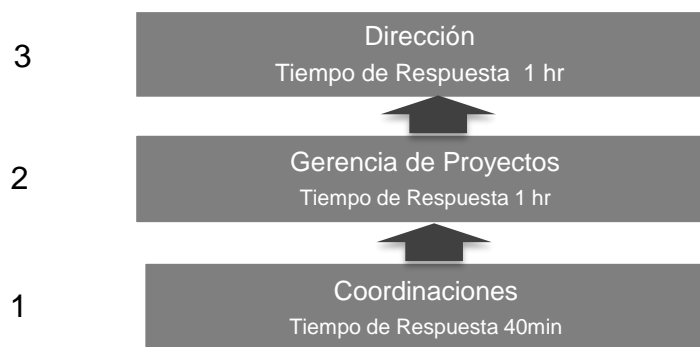 3
Dirección
Tiempo de Respuesta  1 hr
2
Gerencia de Proyectos
Tiempo de Respuesta 1 hr
1
Coordinaciones
Tiempo de Respuesta 40min